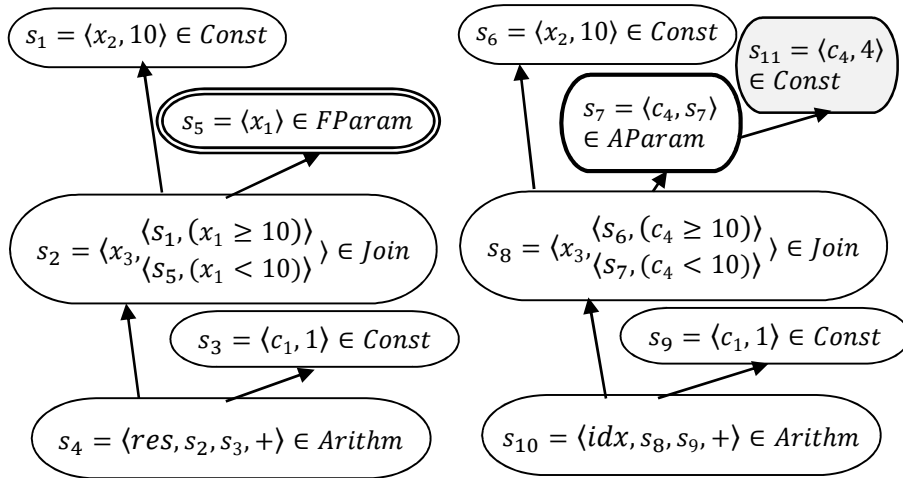 s₁ = ⟨x₂, 10⟩ ∈ Const
s₅ = ⟨x₁⟩ ∈ FParam
⟨s₁, (x₁ ≥ 10)⟩
s₂ = ⟨x₃, ⟩ ∈ Join
⟨s₅, (x₁ < 10)⟩
s₃ = ⟨c₁, 1⟩ ∈ Const
s₄ = ⟨res, s₂, s₃, +⟩ ∈ Arithm
s₆ = ⟨x₂, 10⟩ ∈ Const
s₁₁ = ⟨c₄, 4⟩
∈ Const
s₇ = ⟨c₄, s₇⟩
∈ AParam
⟨s₆, (c₄ ≥ 10)⟩
s₈ = ⟨x₃, ⟩ ∈ Join
⟨s₇, (c₄ < 10)⟩
s₉ = ⟨c₁, 1⟩ ∈ Const
s₁₀ = ⟨idx, s₈, s₉, +⟩ ∈ Arithm